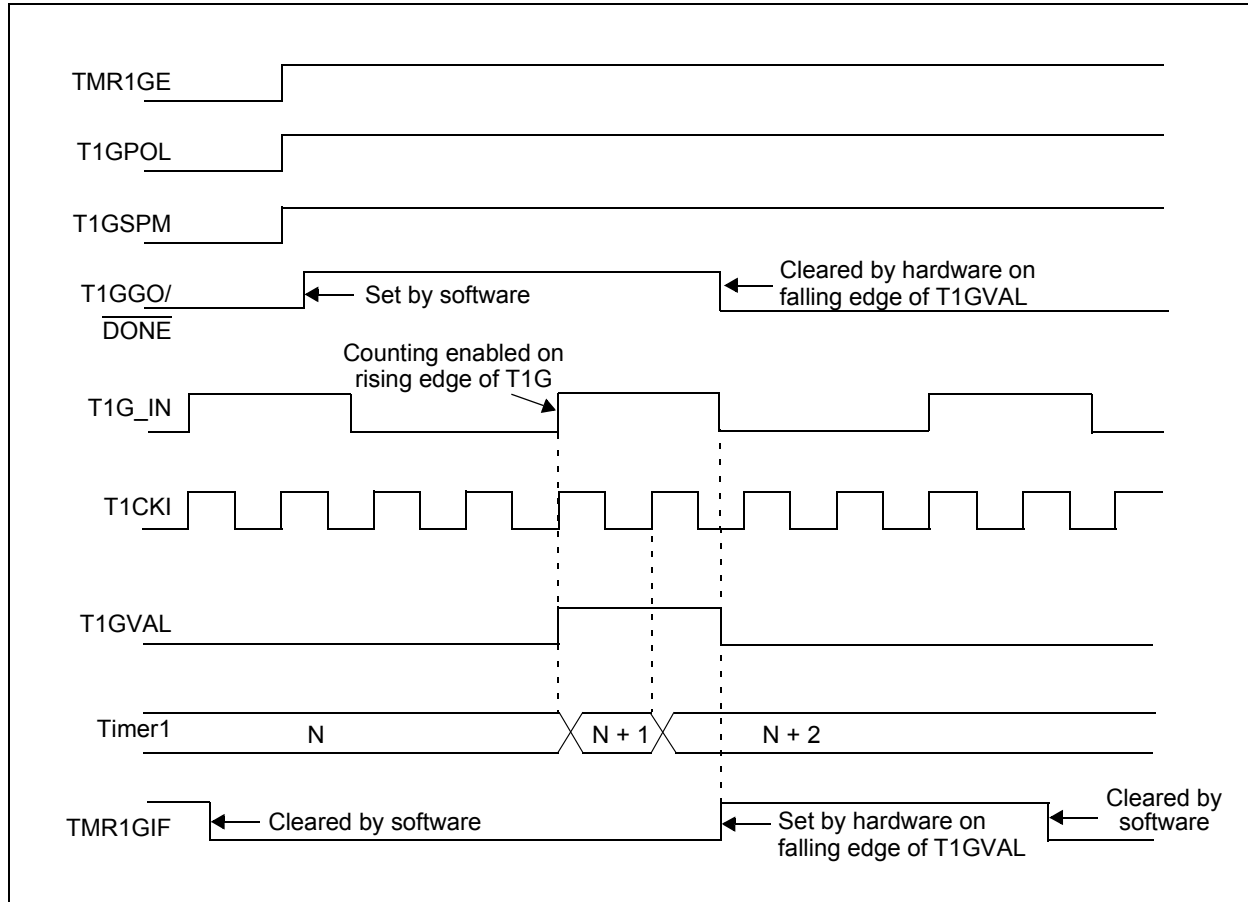 TMR1GE
T1GPOL
T1GSPM
T1GGO/
DONE
Set by software
Cleared by hardware on
falling edge of T1GVAL
Counting enabled on
rising edge of T1G
T1G_IN
T1CKI
T1GVAL
Timer1
N
N + 1
N + 2
TMR1GIF
Cleared by software
Set by hardware on
falling edge of T1GVAL
Cleared by
software